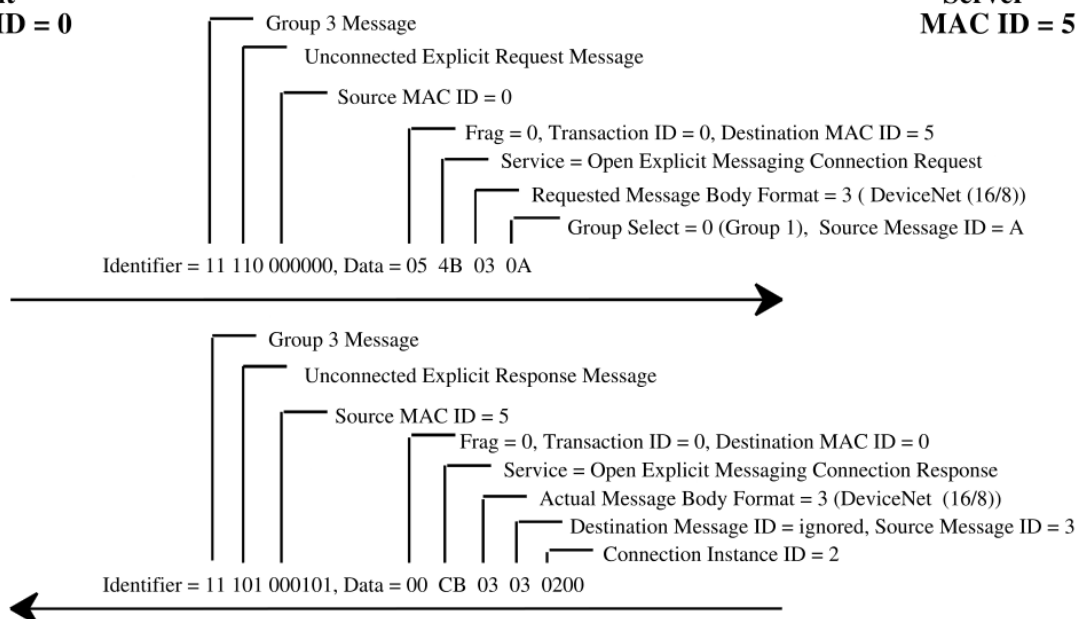 ID = 0
MAC ID = 5
Group 3 Message
Unconnected Explicit Request Message
Source MAC ID = 0
Frag = 0, Transaction ID = 0, Destination MAC ID = 5
Service = Open Explicit Messaging Connection Request
Requested Message Body Format = 3 ( DeviceNet (16/8))
Group Select = 0 (Group 1), Source Message ID = A
Identifier = 11 110 000000, Data = 05 4B 03 0A
Group 3 Message
Unconnected Explicit Response Message
Source MAC ID = 5
Frag = 0, Transaction ID = 0, Destination MAC ID = 0
Service = Open Explicit Messaging Connection Response
Actual Message Body Format = 3 (DeviceNet (16/8))
Destination Message ID = ignored, Source Message ID = 3
Connection Instance ID = 2
Identifier = 11 101 000101, Data = 00 CB 03 03 0200